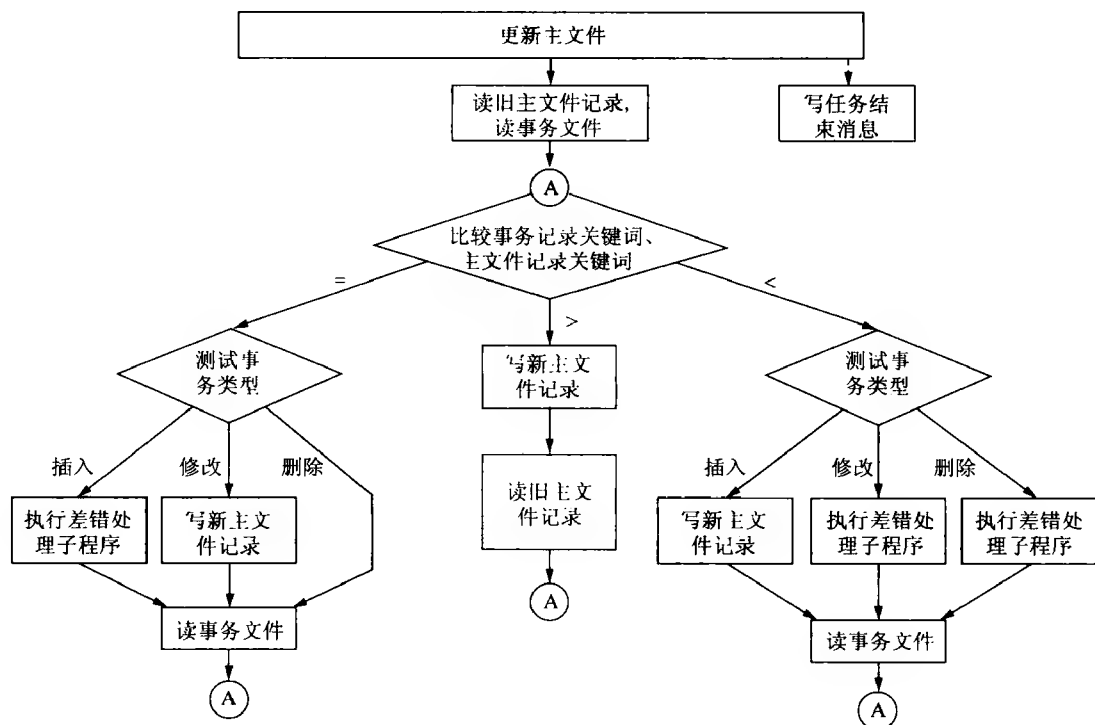 更新主文件
读旧主文件记录,
读事务文件
写任务结
束消息
A
比较事务记录关键词、
主文件记录关键词
=
>
<
测试事
务类型
写新主文
件记录
测试事
务类型
插入
修改
删除
读旧主文
件记录
插入
修改
删除
执行差错处
理子程序
写新主文
件记录
写新主文
件记录
执行差错处
理子程序
执行差错处
理子程序
A
读事务文件
读事务文件
A
A